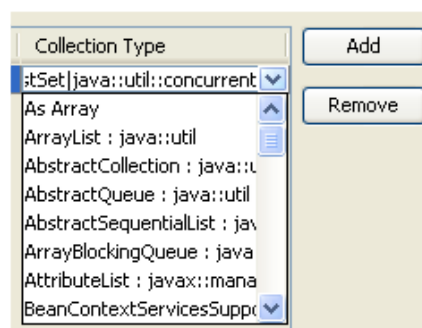 Collection Type
Add
tSet|java::util::concurrent
As Array
Remove
ArrayList : java::util
AbstractCollection : java::u
AbstractQueue : java::util
AbstractSequentialList : jav
ArrayBlockingQueue : java
AttributeList : javax::mana
BeanContextServicesSuppo